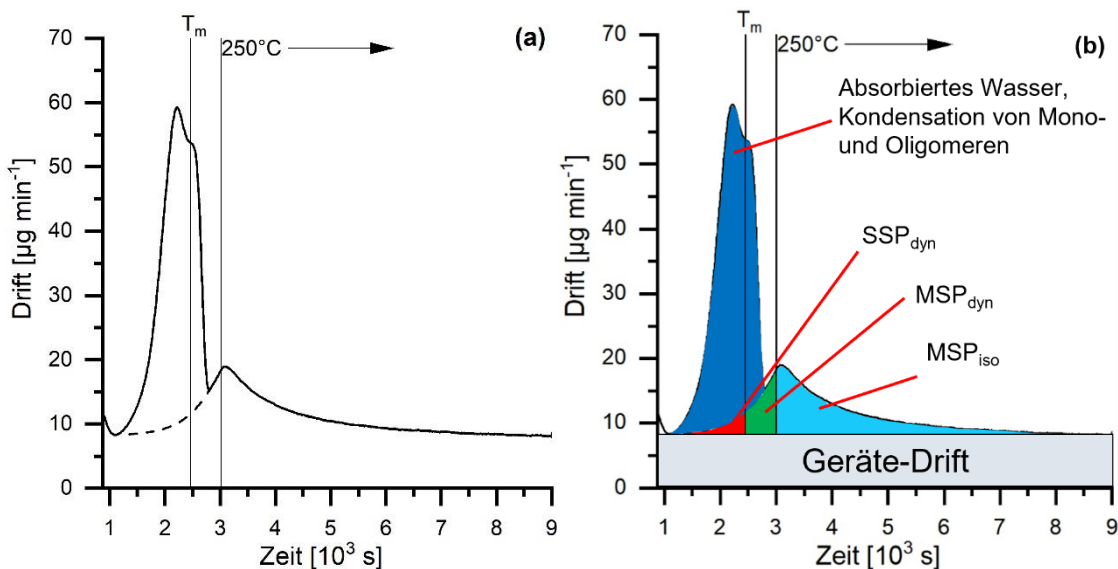 (a)
T_m
250°C
70
60
50
40
30
20
10
0
Drift [µg min⁻¹]
1 2 3 4 5 6 7 8 9
Zeit [10³ s]
(b)
T_m
250°C
70
60
50
40
30
20
10
0
Drift [µg min⁻¹]
Absorbiertes Wasser,
Kondensation von Mono-
und Oligomeren
SSP_dyn
MSP_dyn
MSP_iso
Geräte-Drift
1 2 3 4 5 6 7 8 9
Zeit [10³ s]